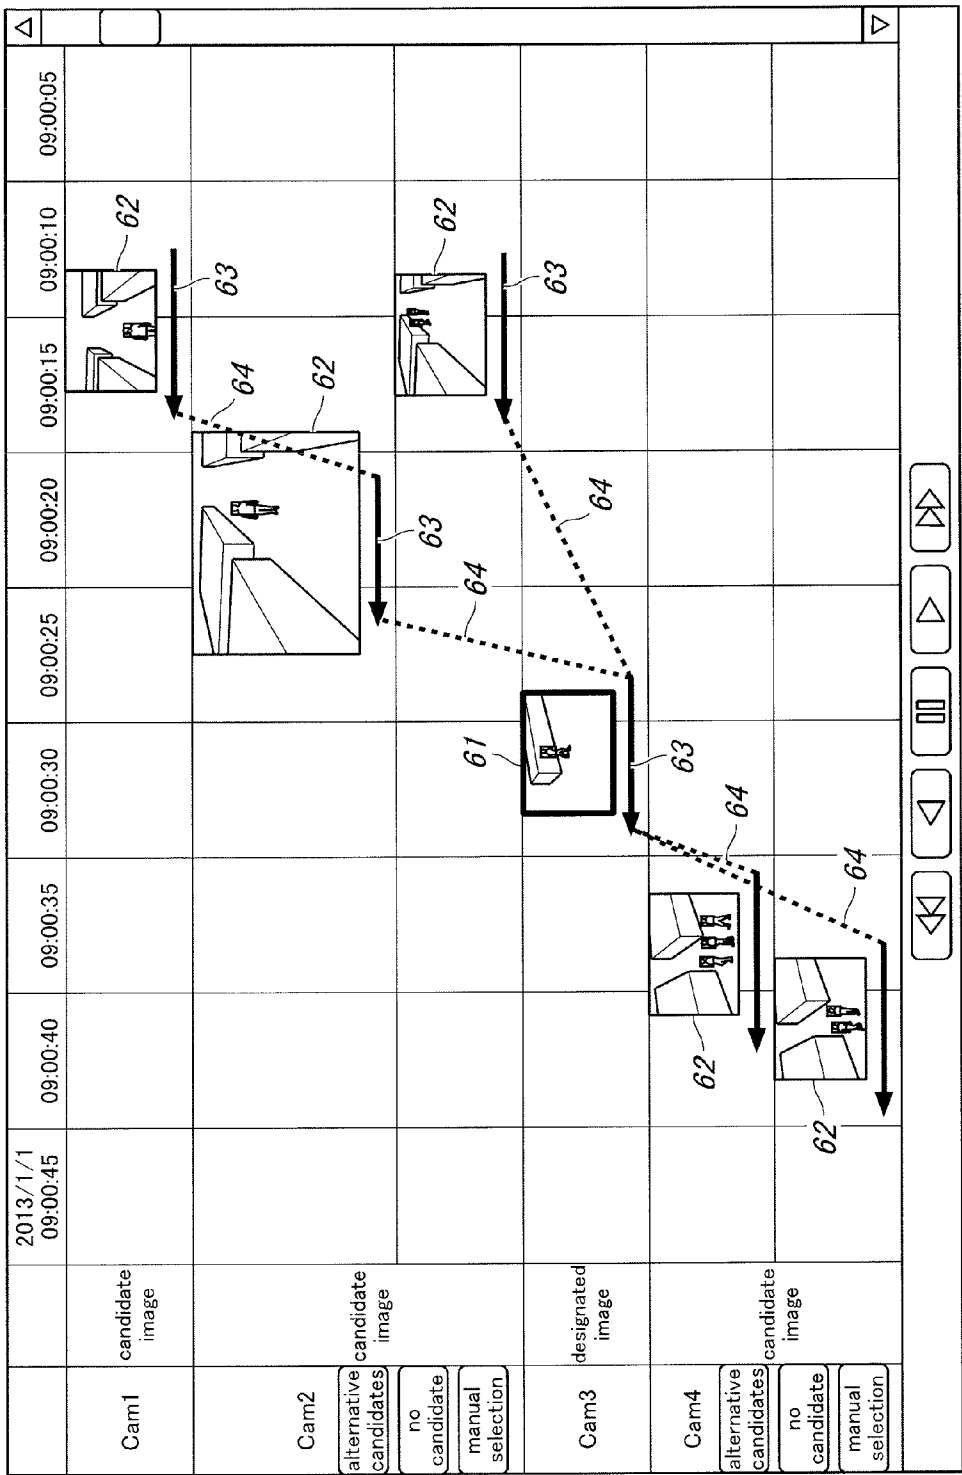 2013/1/1
09:00:45
09:00:40
09:00:35
09:00:30
09:00:25
09:00:20
09:00:15
09:00:10
09:00:05
Cam1
candidate
image
62
63
64
Cam2
alternative
candidates
no
candidate
manual
selection
candidate
image
62
63
64
62
63
64
Cam3
designated
image
61
63
Cam4
alternative
candidates
no
candidate
manual
selection
candidate
image
62
64
62
64